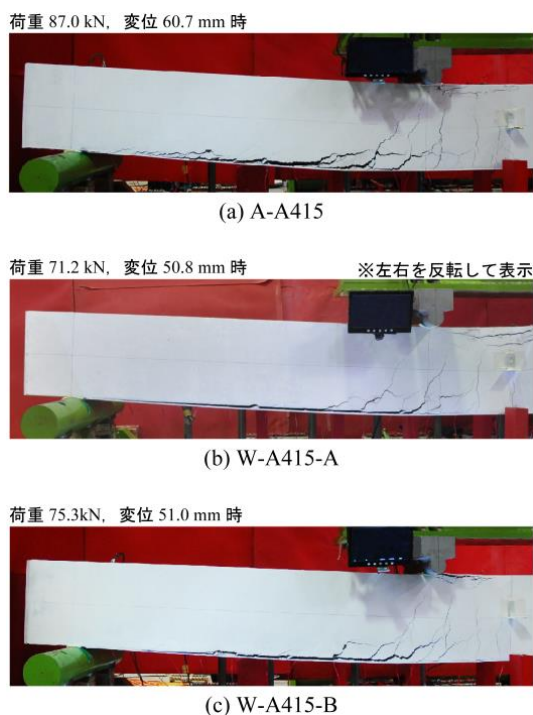 荷重 87.0 kN, 変位 60.7 mm 時
(a) A-A415
荷重 71.2 kN, 変位 50.8 mm 時 ※左右を反転して表示
(b) W-A415-A
荷重 75.3kN, 変位 51.0 mm 時
(c) W-A415-B